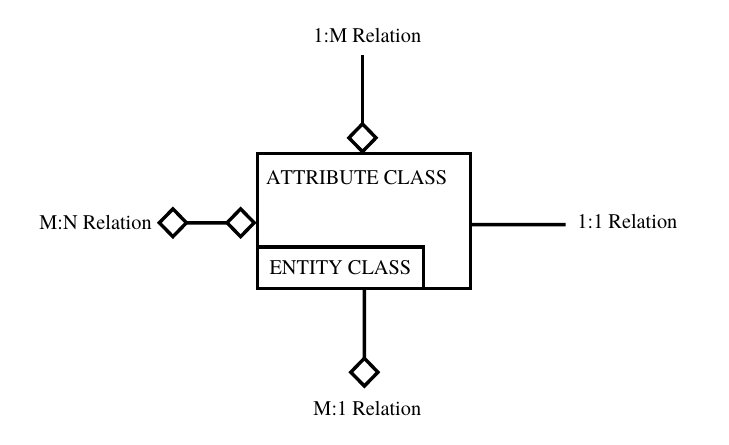 1:M Relation
ATTRIBUTE CLASS
M:N Relation
1:1 Relation
ENTITY CLASS
M:1 Relation